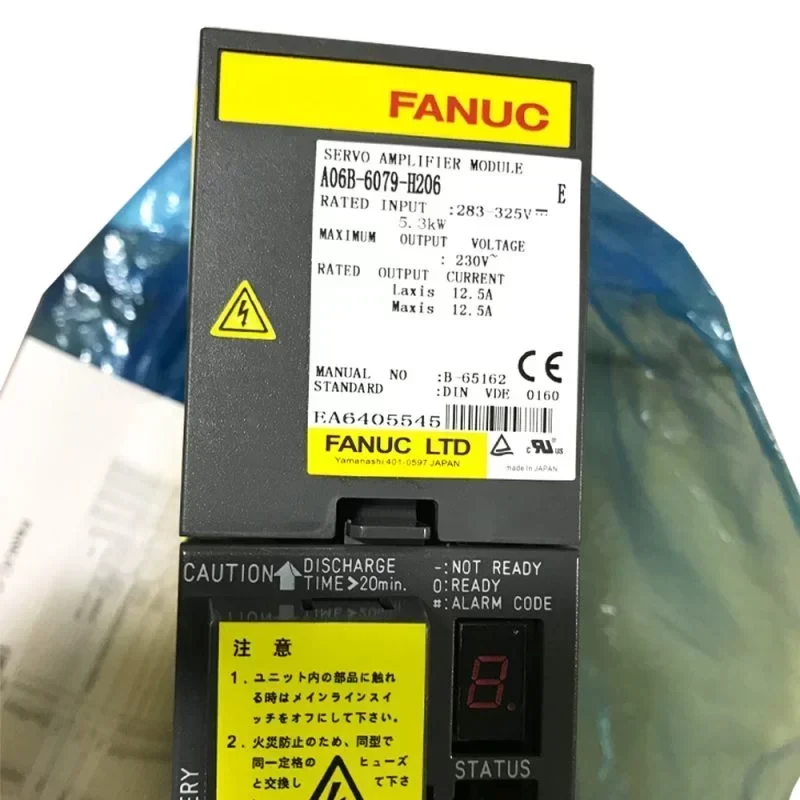 FANUC
SERVO AMPLIFIER MODULE
A06B-6079-H206 E
RATED INPUT :283-325V⎓
5.3kW
MAXIMUM OUTPUT VOLTAGE
: 230V~
RATED OUTPUT CURRENT
Laxis 12.5A
Maxis 12.5A
MANUAL NO :B-65162
STANDARD :DIN VDE 0160
CE
EA6405545
FANUC LTD
Yamanashi 401-0597 JAPAN
c RU us
made in JAPAN
CAUTION DISCHARGE
TIME>20min.
-:NOT READY
0:READY
#:ALARM CODE
注 意
1. ユニット内の部品に触れ
る時はメインラインスイ
ッチをオフにして下さい。
2. 火災防止のため、同型で
同一定格の ヒューズ
と交換し て下さ
8.
STATUS